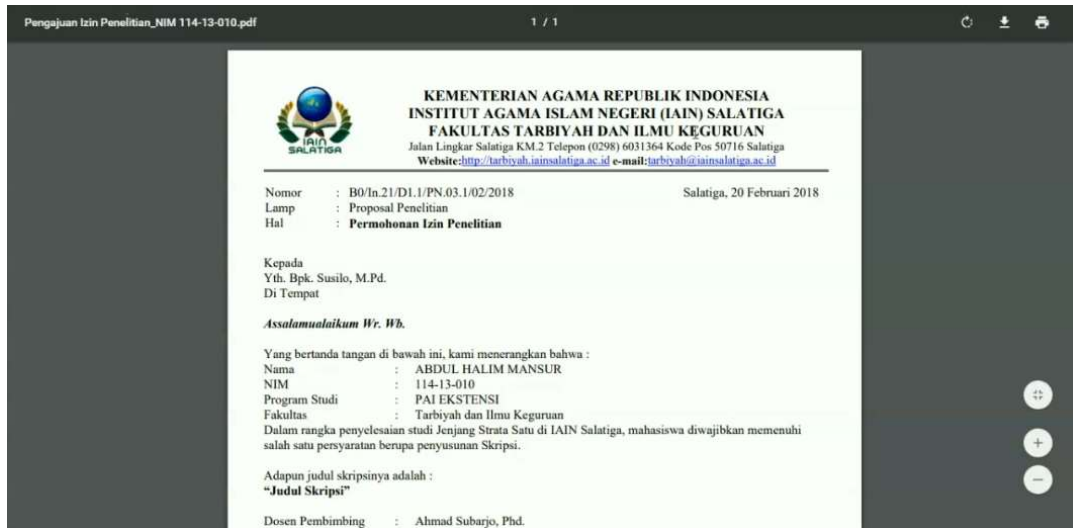 Pengajuan Izin Penelitian_NIM 114-13-010.pdf
1 / 1
IAIN
SALATIGA
KEMENTERIAN AGAMA REPUBLIK INDONESIA
INSTITUT AGAMA ISLAM NEGERI (IAIN) SALATIGA
FAKULTAS TARBIYAH DAN ILMU KEGURUAN
Jalan Lingkar Salatiga KM.2 Telepon (0298) 6031364 Kode Pos 50716 Salatiga
Website:http://tarbiyah.iainsalatiga.ac.id e-mail:tarbiyah@iainsalatiga.ac.id
Nomor : B0/In.21/D1.1/PN.03.1/02/2018 Salatiga, 20 Februari 2018
Lamp : Proposal Penelitian
Hal : Permohonan Izin Penelitian
Kepada
Yth. Bpk. Susilo, M.Pd.
Di Tempat
Assalamualaikum Wr. Wb.
Yang bertanda tangan di bawah ini, kami menerangkan bahwa :
Nama : ABDUL HALIM MANSUR
NIM : 114-13-010
Program Studi : PAI EKSTENSI
Fakultas : Tarbiyah dan Ilmu Keguruan
Dalam rangka penyelesaian studi Jenjang Strata Satu di IAIN Salatiga, mahasiswa diwajibkan memenuhi
salah satu persyaratan berupa penyusunan Skripsi.
Adapun judul skripsinya adalah :
“Judul Skripsi”
Dosen Pembimbing : Ahmad Subarjo, Phd.